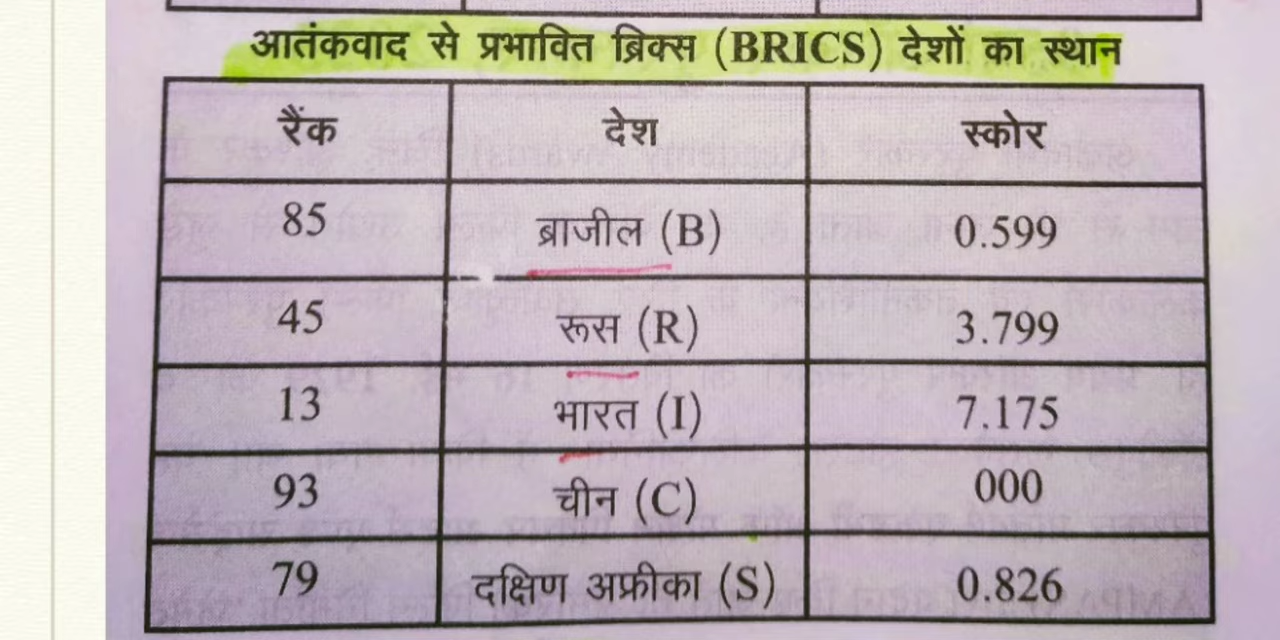 आतंकवाद से प्रभावित ब्रिक्स (BRICS) देशों का स्थान
रैंक देश स्कोर
85 ब्राजील (B) 0.599
45 रूस (R) 3.799
13 भारत (I) 7.175
93 चीन (C) 000
79 दक्षिण अफ्रीका (S) 0.826